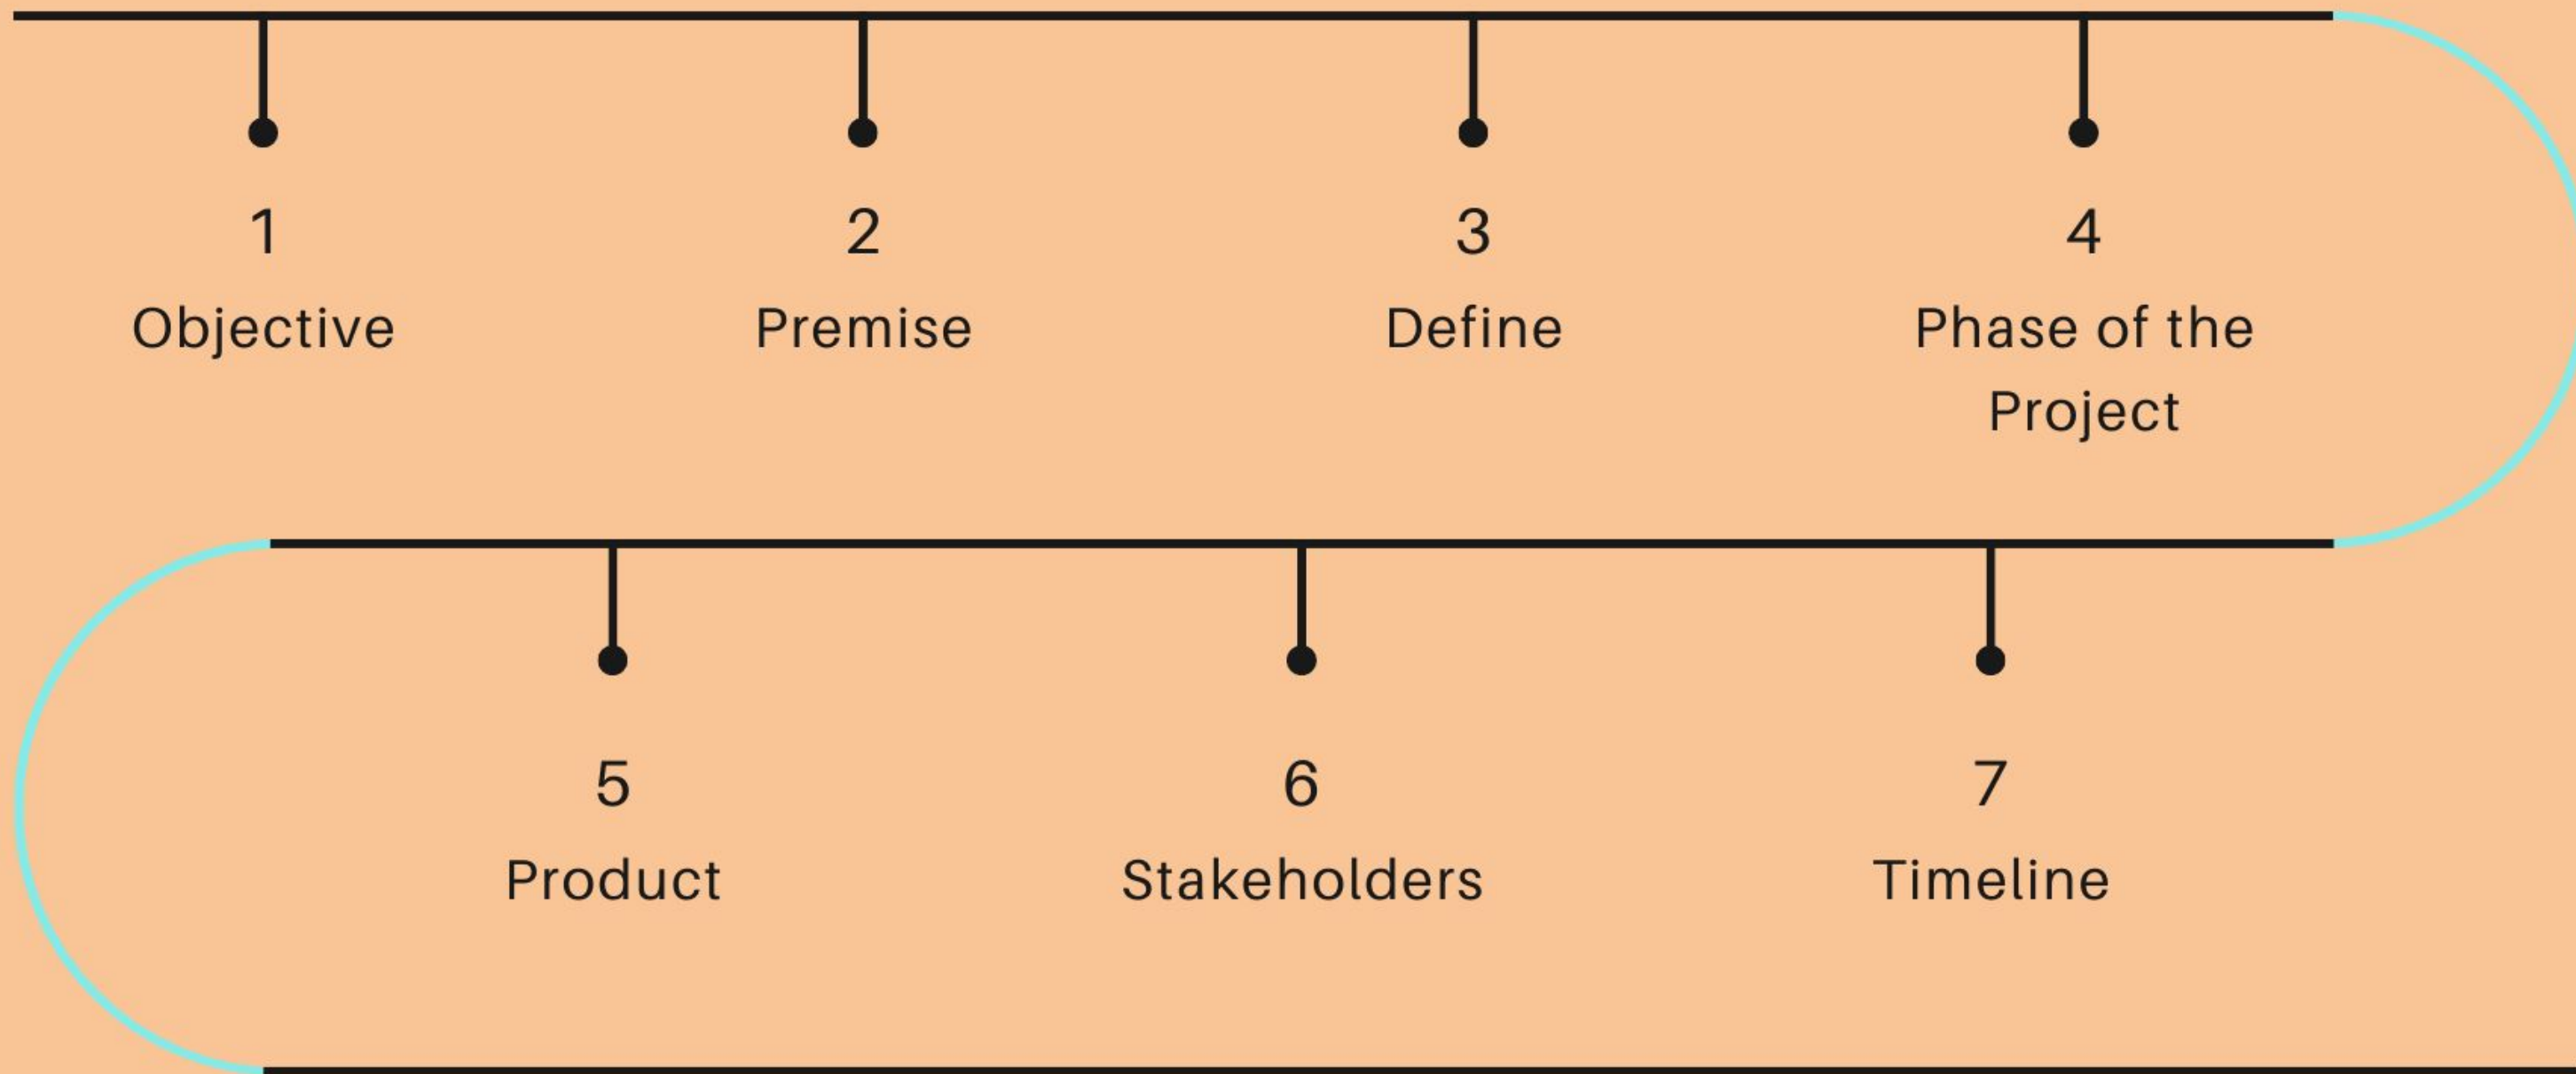 1
Objective
2
Premise
3
Define
4
Phase of the
Project
5
Product
6
Stakeholders
7
Timeline